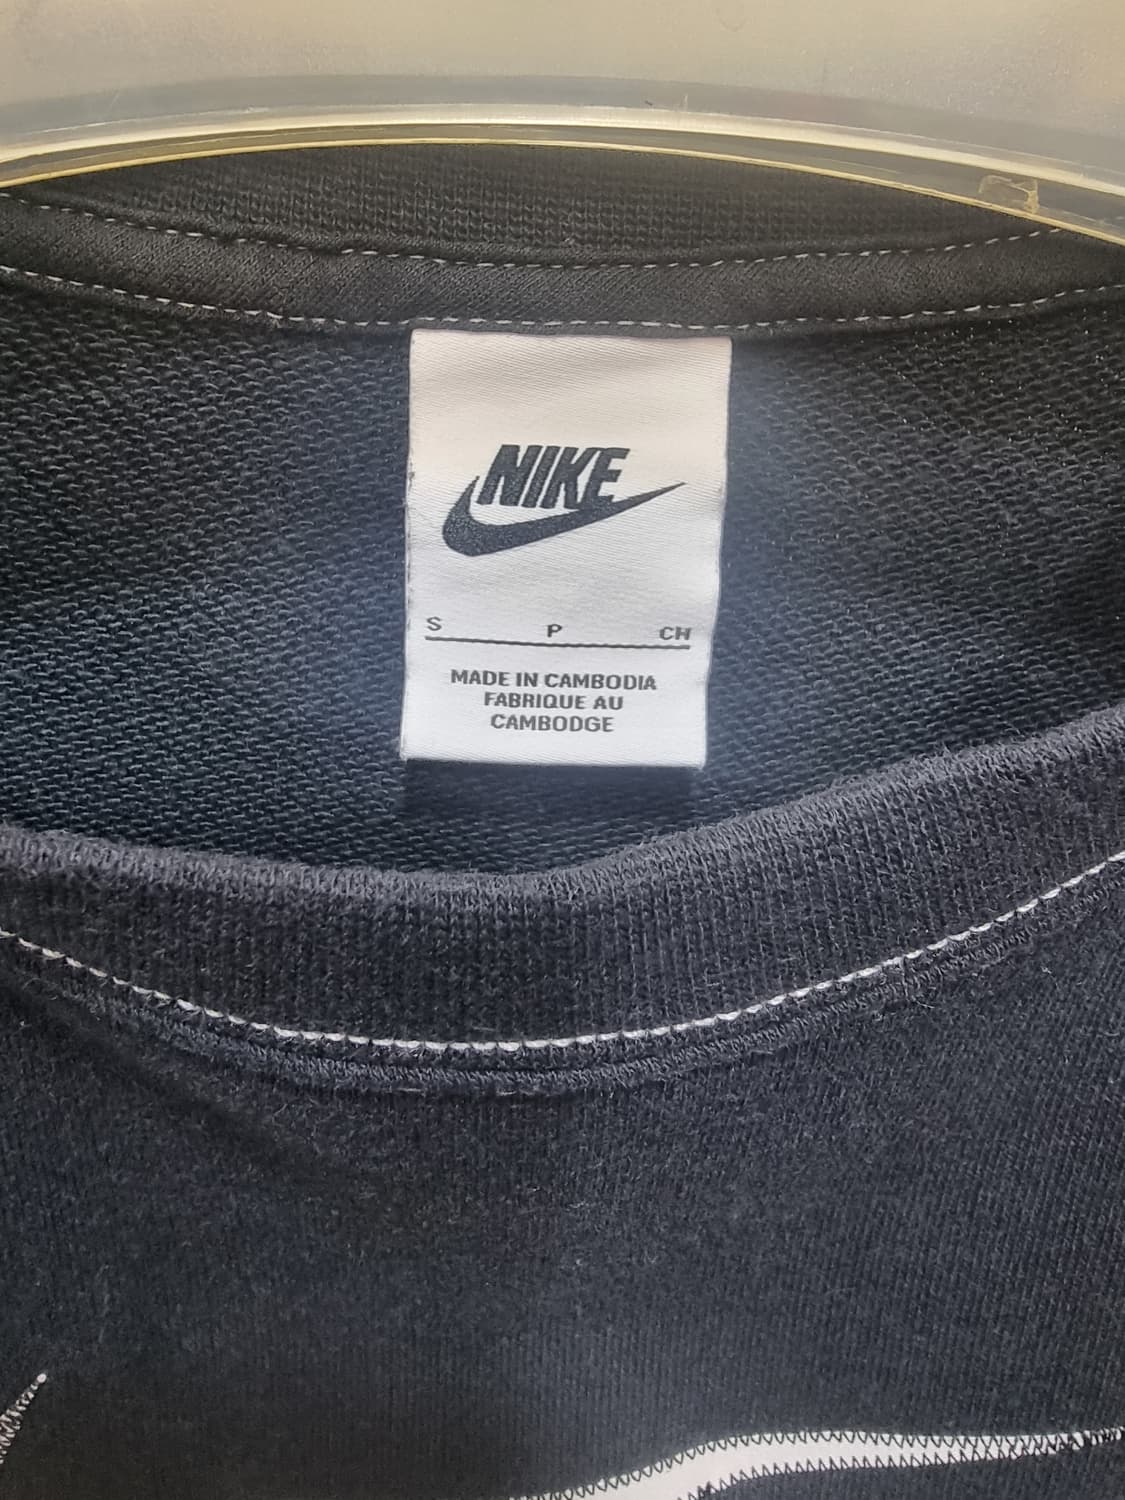 NIKE
S P CH
MADE IN CAMBODIA
FABRIQUE AU
CAMBODGE